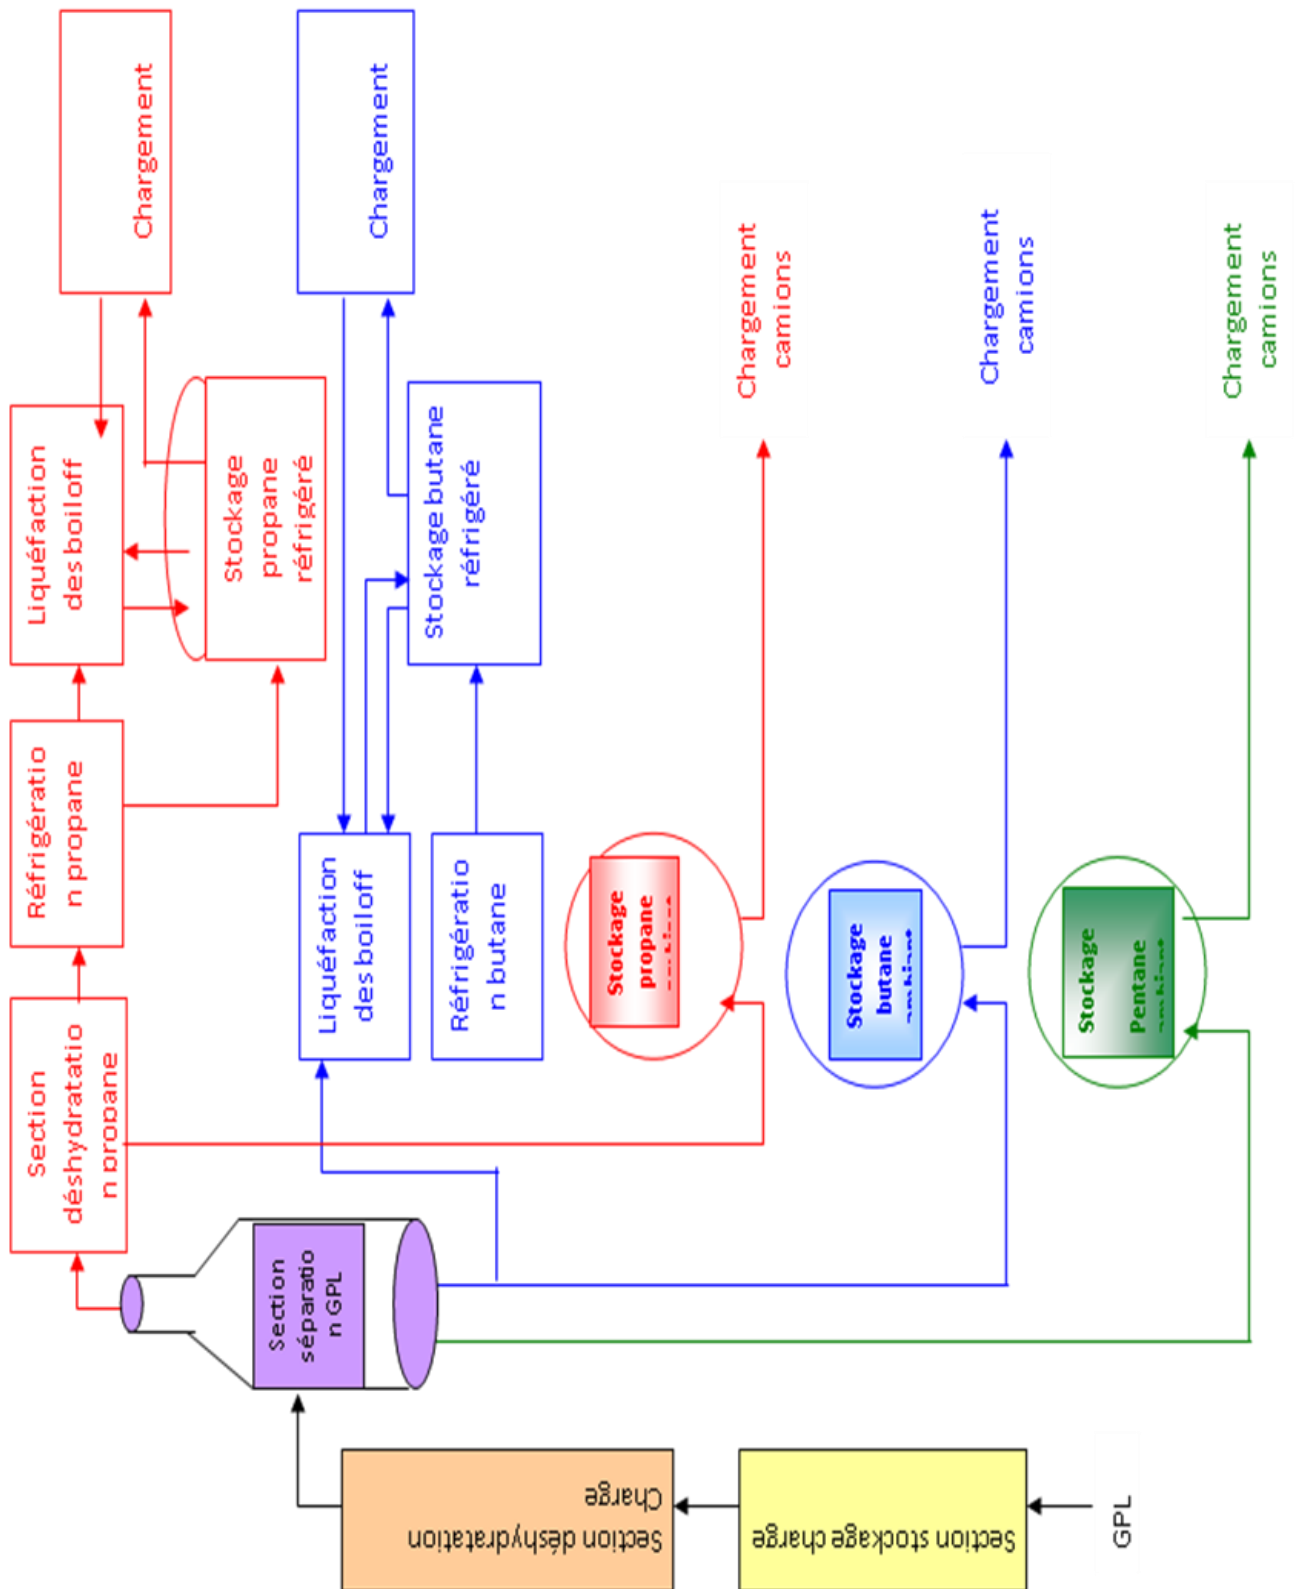 Chargement
Chargement
Liquéfaction
des boiloff
Stockage
propane
réfrigéré
Stockage butane
réfrigéré
Chargement
camions
Chargement
camions
Chargement
camions
Réfrigératio
n propane
Liquéfaction
des boiloff
Réfrigératio
n butane
Stockage
propane
Stockage
butane
ambiant
Stockage
Pentane
ambiant
Section
déshydratatio
n propane
Section
séparatio
n GPL
Section déshydratation
Charge
Section stockage charge
GPL